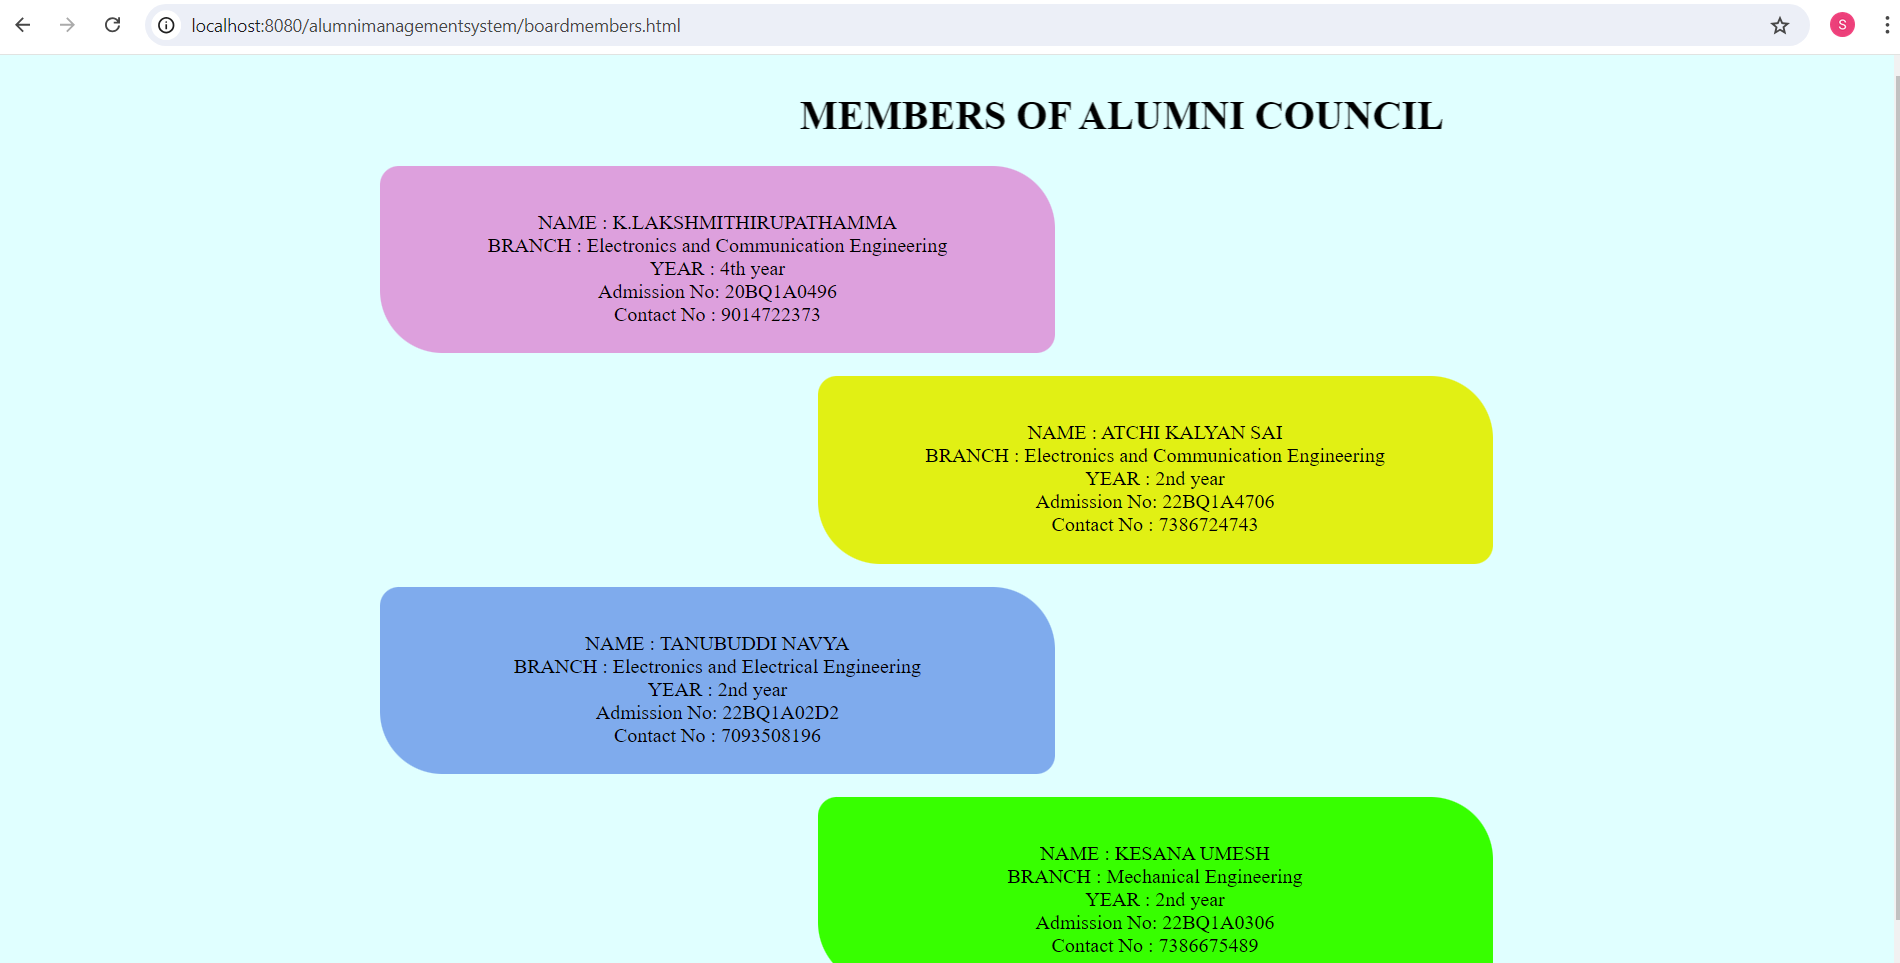 localhost:8080/alumnimanagementsystem/boardmembers.html
S
MEMBERS OF ALUMNI COUNCIL
NAME : K.LAKSHMITHIRUPATHAMMA
BRANCH : Electronics and Communication Engineering
YEAR : 4th year
Admission No: 20BQ1A0496
Contact No : 9014722373
NAME : ATCHI KALYAN SAI
BRANCH : Electronics and Communication Engineering
YEAR : 2nd year
Admission No: 22BQ1A4706
Contact No : 7386724743
NAME : TANUBUDDI NAVYA
BRANCH : Electronics and Electrical Engineering
YEAR : 2nd year
Admission No: 22BQ1A02D2
Contact No : 7093508196
NAME : KESANA UMESH
BRANCH : Mechanical Engineering
YEAR : 2nd year
Admission No: 22BQ1A0306
Contact No : 7386675489